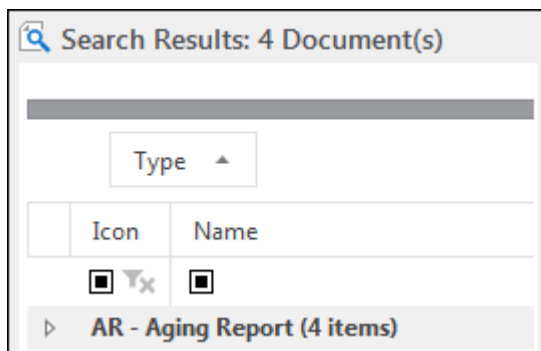 Search Results: 4 Document(s)
Type
Icon Name
AR - Aging Report (4 items)